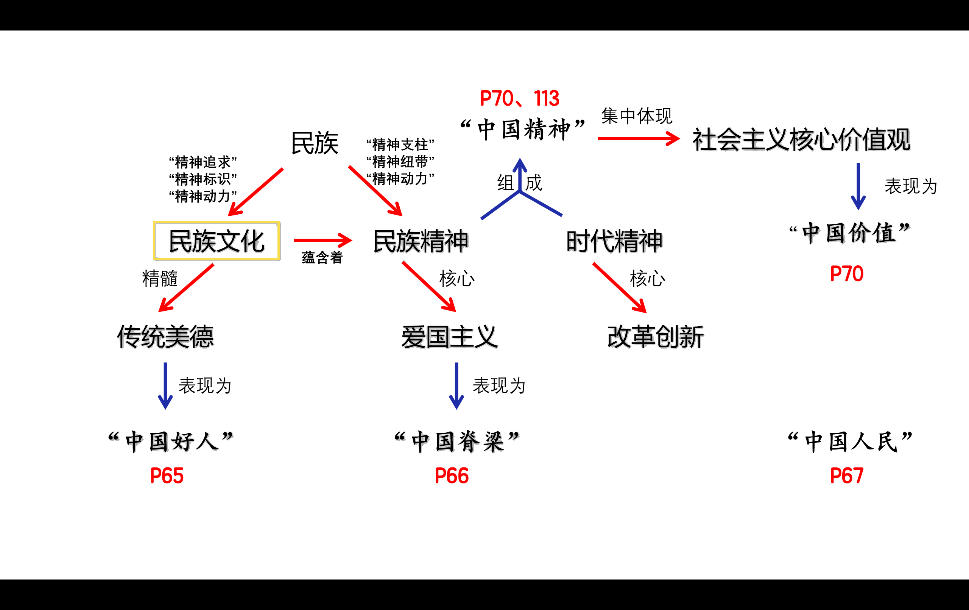 P70、113
“中国精神”
集中体现
社会主义核心价值观
民族
“精神追求”
“精神标识”
“精神动力”
“精神支柱”
“精神纽带”
“精神动力”
组成
表现为
民族文化
蕴含着
民族精神
时代精神
“中国价值”
P70
精髓
核心
核心
传统美德
爱国主义
改革创新
表现为
表现为
“中国好人”
“中国脊梁”
“中国人民”
P65
P66
P67